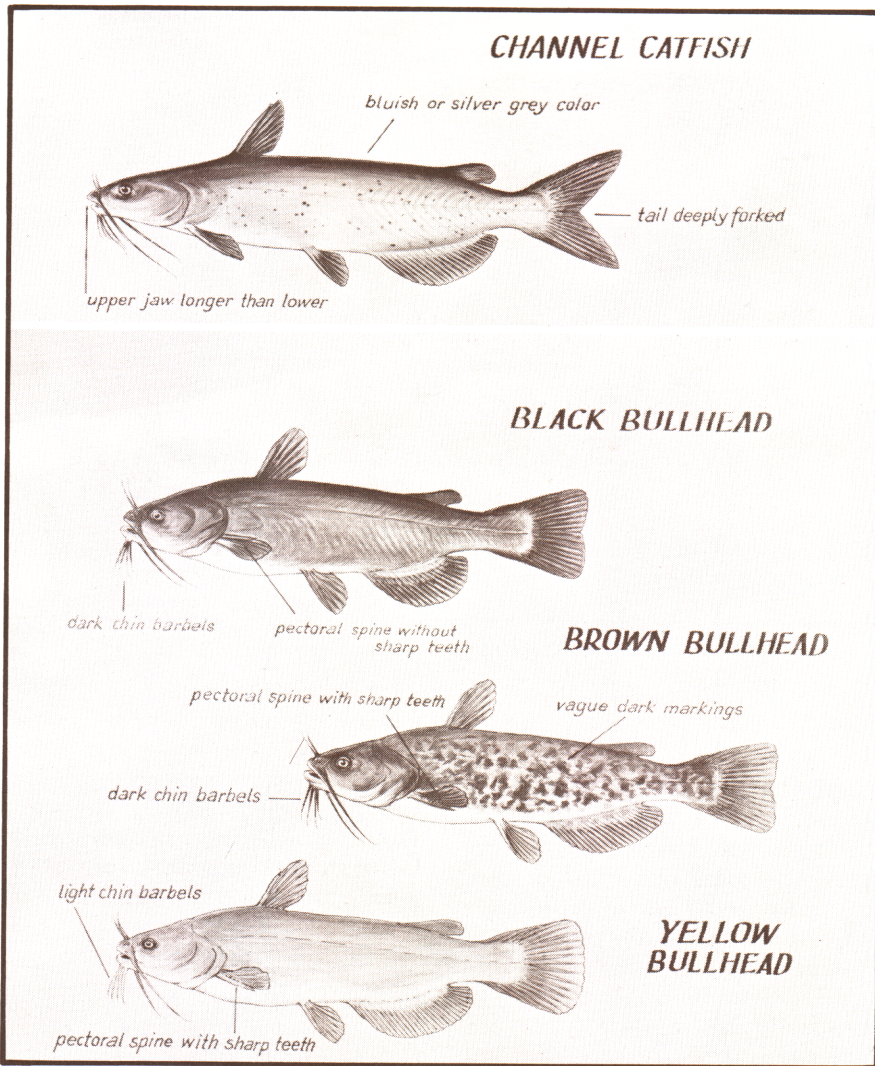 CHANNEL CATFISH
bluish or silver grey color
tail deeply forked
upper jaw longer than lower
BLACK BULLHEAD
dark chin barbels
pectoral spine without
sharp teeth
BROWN BULLHEAD
pectoral spine with sharp teeth
vague dark markings
dark chin barbels
light chin barbels
YELLOW
BULLHEAD
pectoral spine with sharp teeth